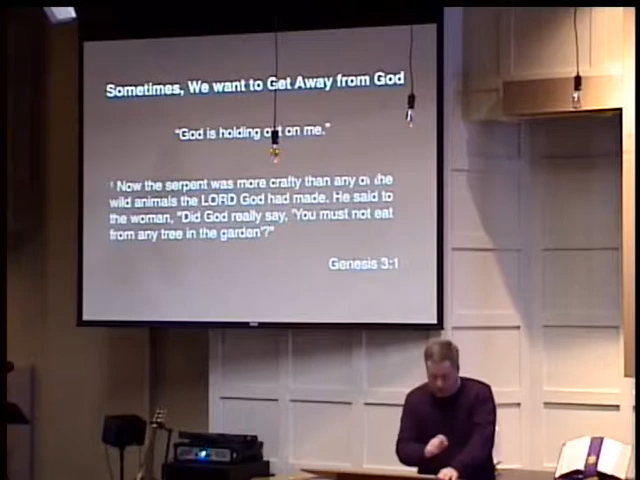 Sometimes, We want to Get Away from God
"God is holding out on me."
¹ Now the serpent was more crafty than any of the
wild animals the LORD God had made. He said to
the woman, "Did God really say, 'You must not eat
from any tree in the garden'?"
Genesis 3:1